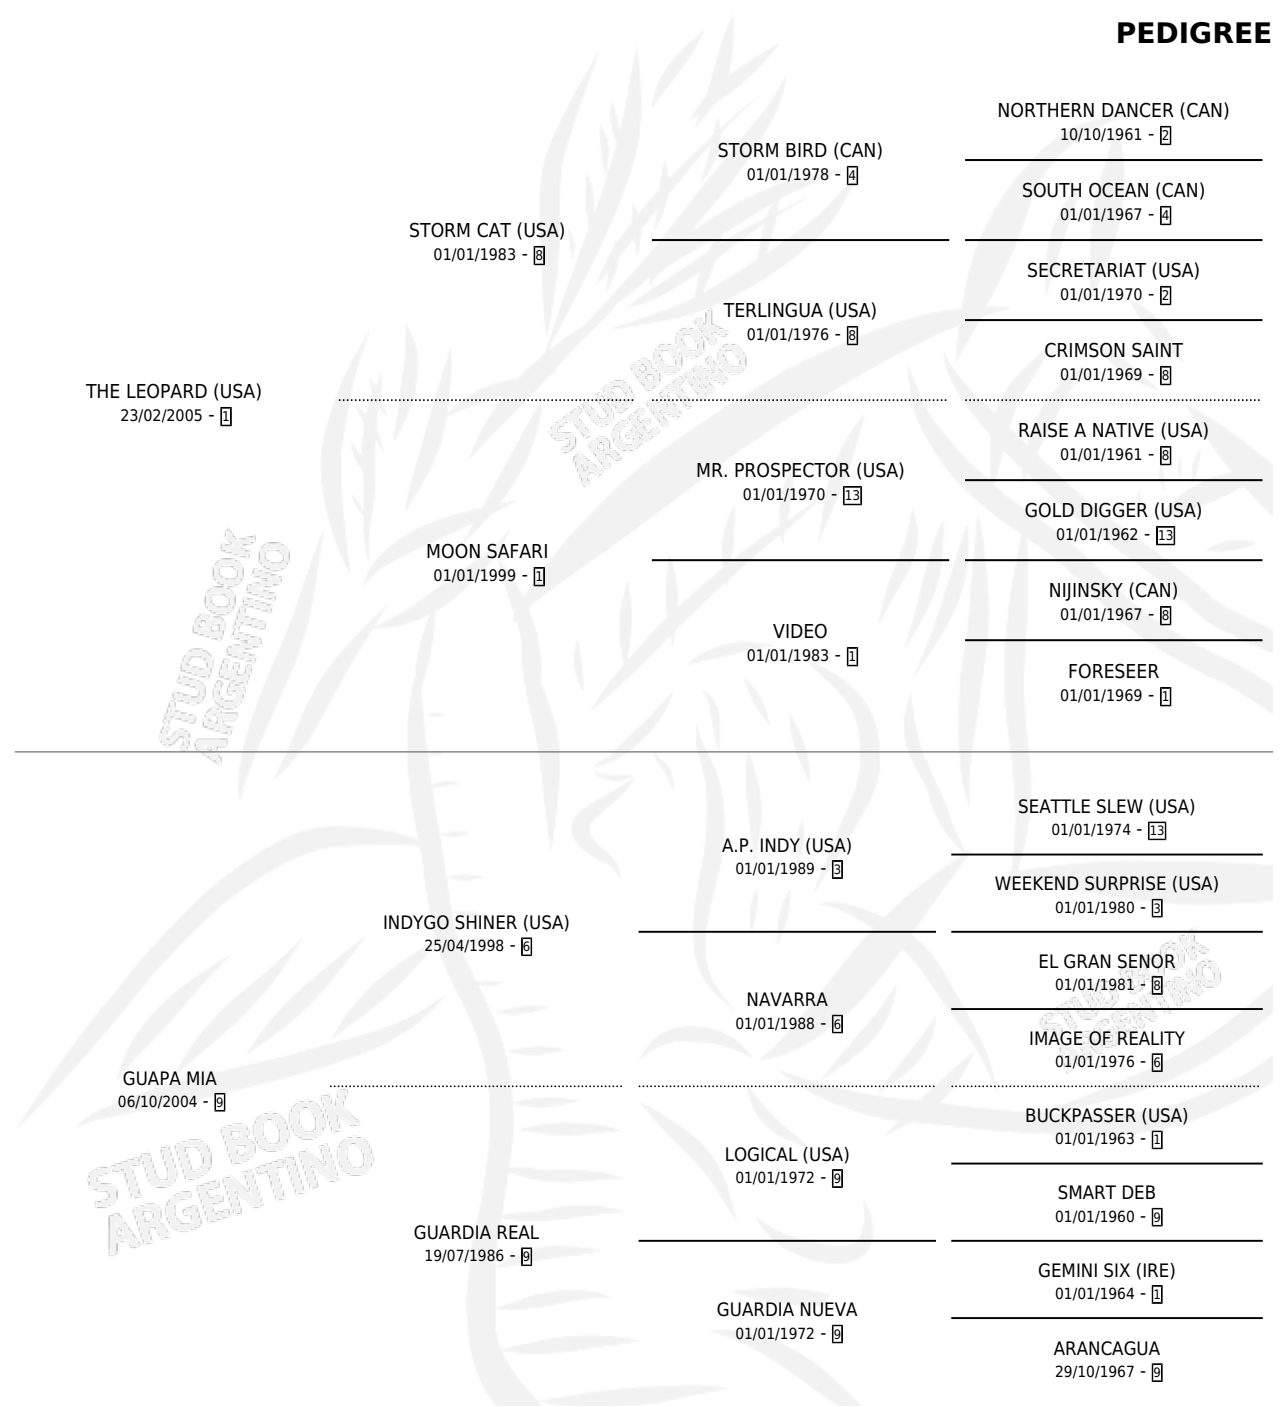 PEDIGREE
NORTHERN DANCER (CAN)
10/10/1961 - 2
STORM BIRD (CAN)
01/01/1978 - 4
SOUTH OCEAN (CAN)
01/01/1967 - 4
STORM CAT (USA)
01/01/1983 - 8
SECRETARIAT (USA)
01/01/1970 - 2
TERLINGUA (USA)
01/01/1976 - 8
CRIMSON SAINT
01/01/1969 - 8
THE LEOPARD (USA)
23/02/2005 - 1
STUD BOOK
ARGENTINO
RAISE A NATIVE (USA)
01/01/1961 - 8
MR. PROSPECTOR (USA)
01/01/1970 - 13
GOLD DIGGER (USA)
01/01/1962 - 13
MOON SAFARI
01/01/1999 - 1
NIJINSKY (CAN)
01/01/1967 - 8
VIDEO
01/01/1983 - 1
FORESEER
01/01/1969 - 1
STUD BOOK
ARGENTINO
SEATTLE SLEW (USA)
01/01/1974 - 13
A.P. INDY (USA)
01/01/1989 - 3
WEEKEND SURPRISE (USA)
01/01/1980 - 3
INDYGO SHINER (USA)
25/04/1998 - 6
EL GRAN SENOR
01/01/1981 - 8
NAVARRA
01/01/1988 - 6
STUD BOOK
ARGENTINO
IMAGE OF REALITY
01/01/1976 - 6
GUAPA MIA
06/10/2004 - 9
BUCKPASSER (USA)
01/01/1963 - 1
LOGICAL (USA)
01/01/1972 - 9
SMART DEB
01/01/1960 - 9
STUD BOOK
ARGENTINO
GUARDIA REAL
19/07/1986 - 9
GEMINI SIX (IRE)
01/01/1964 - 1
GUARDIA NUEVA
01/01/1972 - 9
ARANCAGUA
29/10/1967 - 9